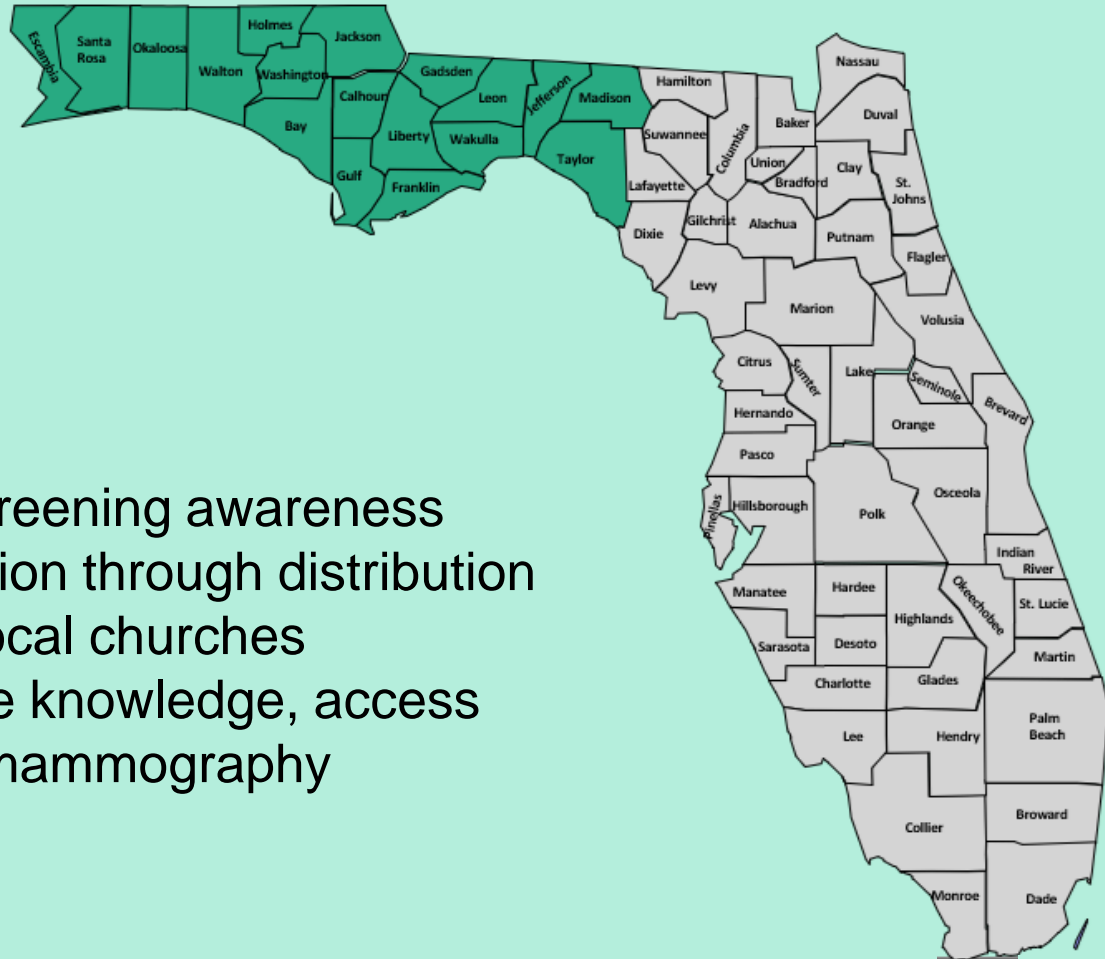 Holmes
Jackson
Escambia
Santa
Rosa
Okaloosa
Walton
Washington
Calhoun
Bay
Gulf
Liberty
Franklin
Gadsden
Leon
Wakulla
Jefferson
Madison
Taylor
Hamilton
Suwannee
Lafayette
Columbia
Baker
Nassau
Duval
Union
Bradford
Clay
St.
Johns
Dixie
Gilchrist
Alachua
Putnam
Flagler
Levy
Marion
Volusia
Citrus
Sumter
Lake
Seminole
Brevard
Hernando
Orange
Pasco
Osceola
Pinellas
Hillsborough
Polk
Indian
River
Manatee
Hardee
Highlands
Okeechobee
St. Lucie
Sarasota
Desoto
Martin
Charlotte
Glades
Lee
Hendry
Palm
Beach
Collier
Broward
Monroe
Dade
reening awareness
ion through distribution
ocal churches
e knowledge, access
mammography